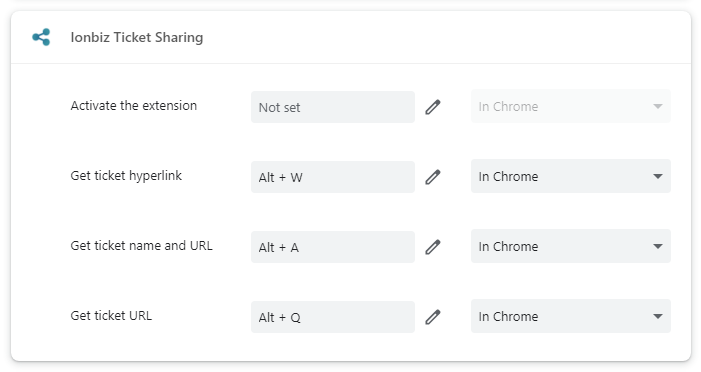 Ionbiz Ticket Sharing
Activate the extension Not set In Chrome
Get ticket hyperlink Alt + W In Chrome
Get ticket name and URL Alt + A In Chrome
Get ticket URL Alt + Q In Chrome